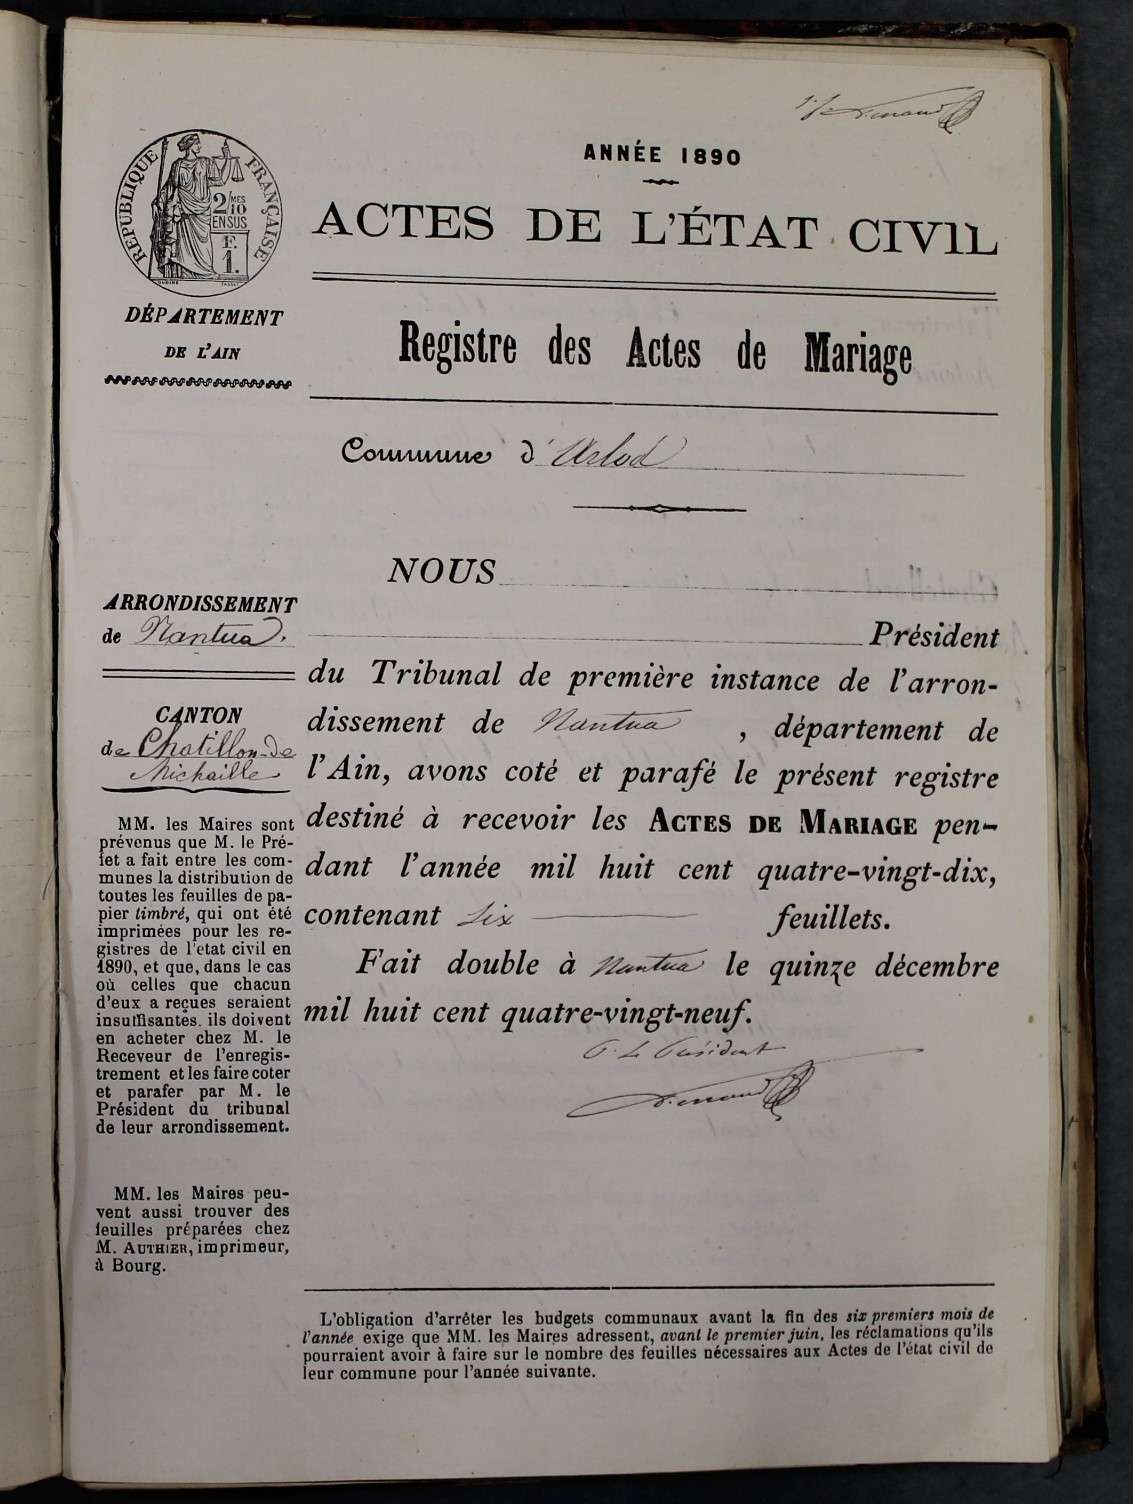 ANNÉE 1890
ACTES DE L'ÉTAT CIVIL
RÉPUBLIQUE FRANÇAISE
2/MES
10
EN SUS
F.
1.
DÉPARTEMENT
DE L'AIN
Registre des Actes de Mariage
Commune d'Arlod
NOUS
ARRONDISSEMENT
de Nantua.
Président
du Tribunal de première instance de l'arron-
dissement de Nantua, département de
l'Ain, avons coté et parafé le présent registre
destiné à recevoir les ACTES DE MARIAGE pen-
dant l'année mil huit cent quatre-vingt-dix,
contenant six feuillets.
Fait double à Nantua le quinze décembre
mil huit cent quatre-vingt-neuf.
P. Le Président
CANTON
de Chatillon-de
Michaille
MM. les Maires sont
prévenus que M. le Pré-
fet a fait entre les com-
munes la distribution de
toutes les feuilles de pa-
pier timbré, qui ont été
imprimées pour les re-
gistres de l'etat civil en
1890, et que, dans le cas
où celles que chacun
d'eux a reçues seraient
insuffisantes, ils doivent
en acheter chez M. le
Receveur de l'enregis-
trement et les faire coter
et parafer par M. le
Président du tribunal
de leur arrondissement.
MM. les Maires peu-
vent aussi trouver des
feuilles préparées chez
M. AUTHIER, imprimeur,
à Bourg.
L'obligation d'arrêter les budgets communaux avant la fin des six premiers mois de
l'année exige que MM. les Maires adressent, avant le premier juin, les réclamations qu'ils
pourraient avoir à faire sur le nombre des feuilles nécessaires aux Actes de l'état civil de
leur commune pour l'année suivante.